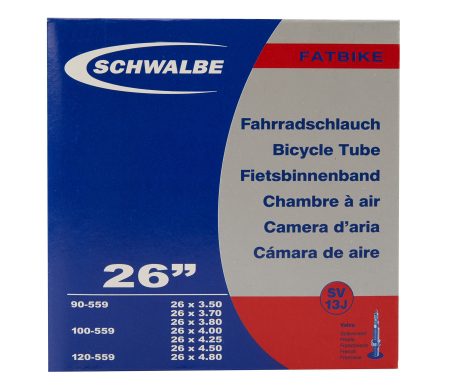 SCHWALBE
FATBIKE
Fahrradschlauch
Bicycle Tube
Fietsbinnenband
Chambre à air
Camera d'aria
Cámara de aire
26"
SV
13J
90-559 26 x 3.50
26 x 3.70
26 x 3.80
100-559 26 x 4.00
26 x 4.25
26 x 4.50
120-559 26 x 4.80